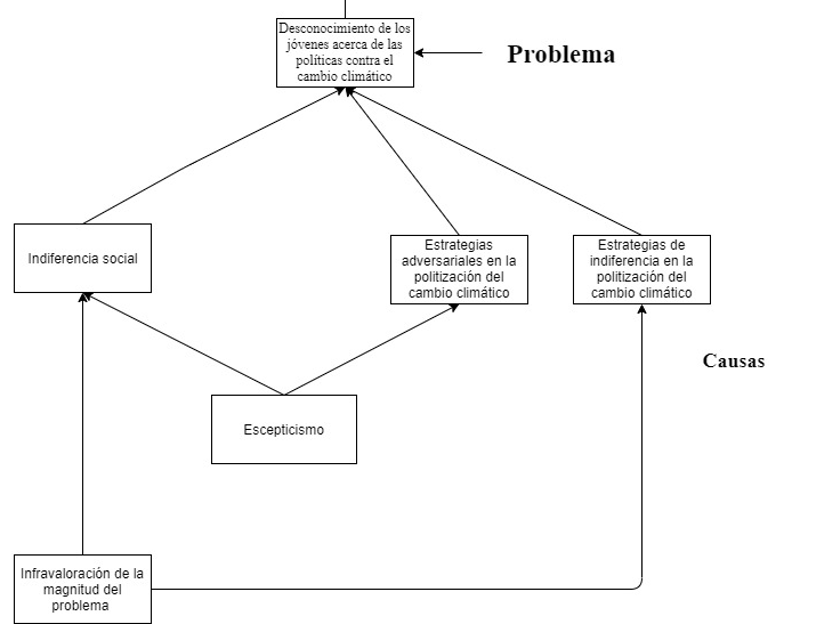 Desconocimiento de los
jóvenes acerca de las
políticas contra el
cambio climático
Problema
Indiferencia social
Estrategias
adversariales en la
politización del
cambio climático
Estrategias de
indiferencia en la
politización del
cambio climático
Causas
Escepticismo
Infravaloración de la
magnitud del
problema